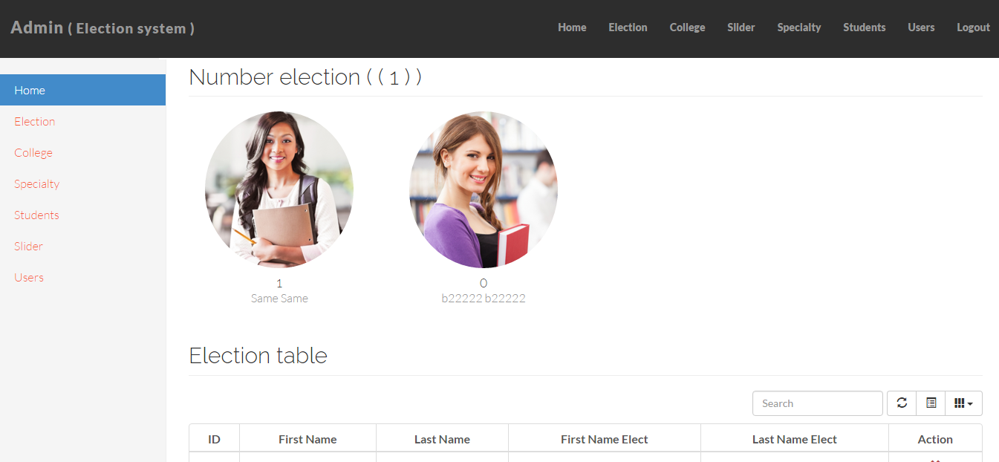 Admin ( Election system )
Home Election College Slider Specialty Students Users Logout
Home
Election
College
Specialty
Students
Slider
Users
Number election ( ( 1 ) )
1
Same Same
0
b22222 b22222
Election table
Search
ID First Name Last Name First Name Elect Last Name Elect Action